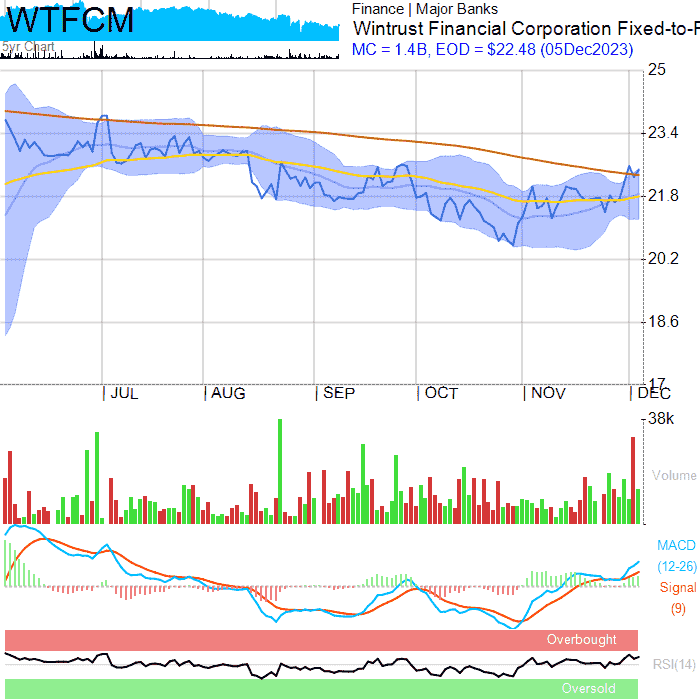 WTFCM
5yr Chart
Finance | Major Banks
Wintrust Financial Corporation Fixed-to-F
MC = 1.4B, EOD = $22.48 (05Dec2023)
25
23.4
21.8
20.2
18.6
17
JUL
AUG
SEP
OCT
NOV
DEC
38k
Volume
MACD
(12-26)
Signal
(9)
Overbought
RSI(14)
Oversold